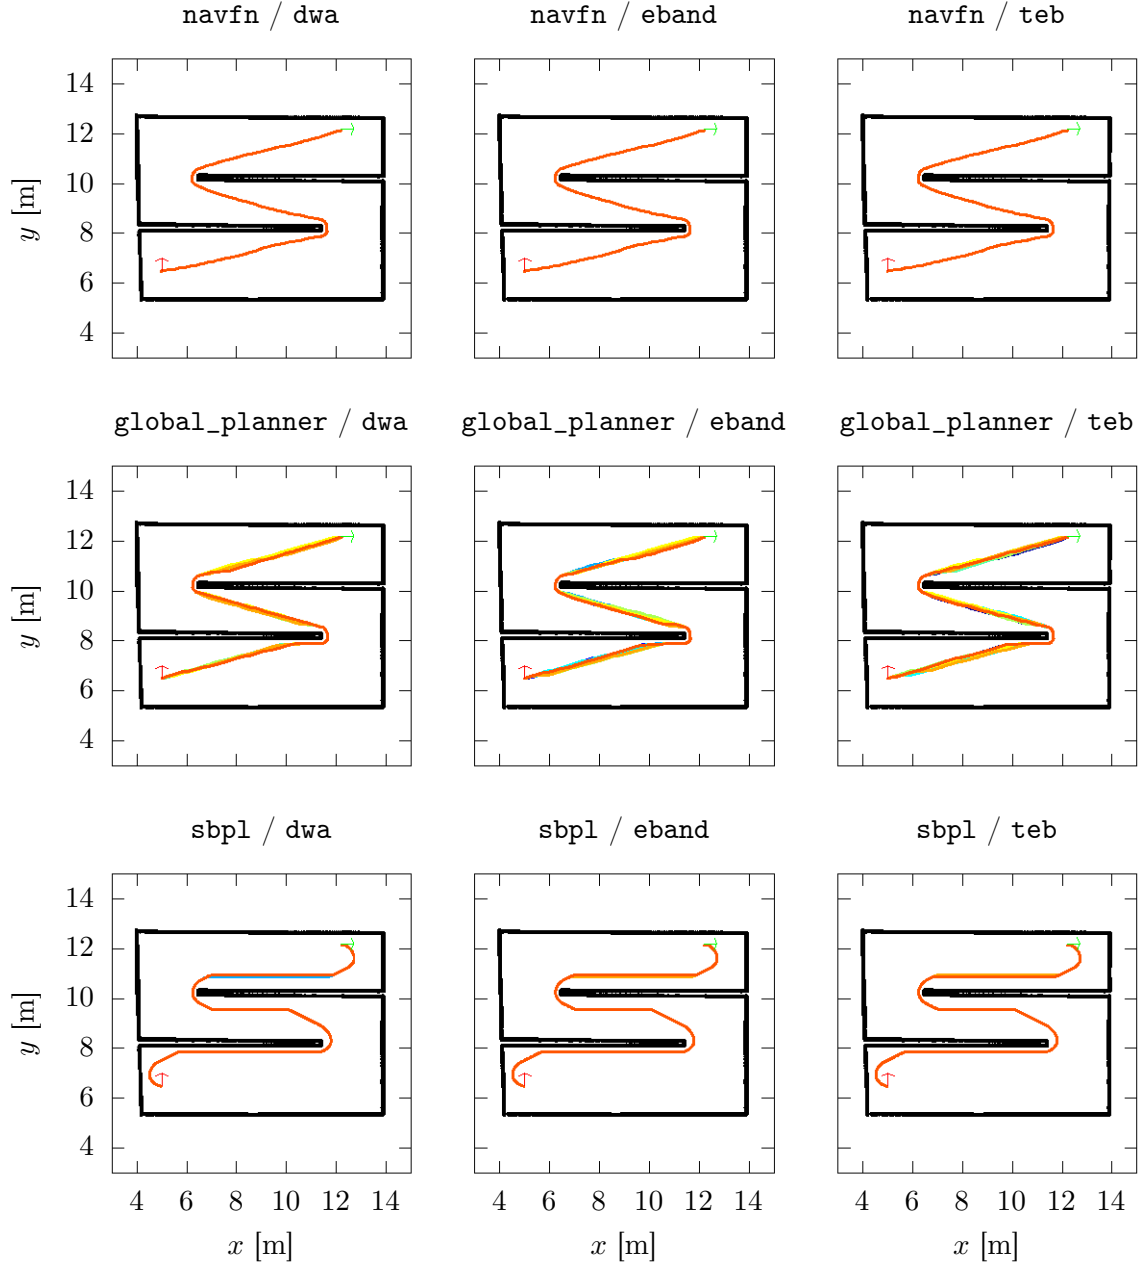 navfn / dwa
navfn / eband
navfn / teb
14
12
10
8
6
4
y [m]
global_planner / dwa
global_planner / eband
global_planner / teb
14
12
10
8
6
4
y [m]
sbpl / dwa
sbpl / eband
sbpl / teb
14
12
10
8
6
4
y [m]
4 6 8 10 12 14
4 6 8 10 12 14
4 6 8 10 12 14
x [m]
x [m]
x [m]